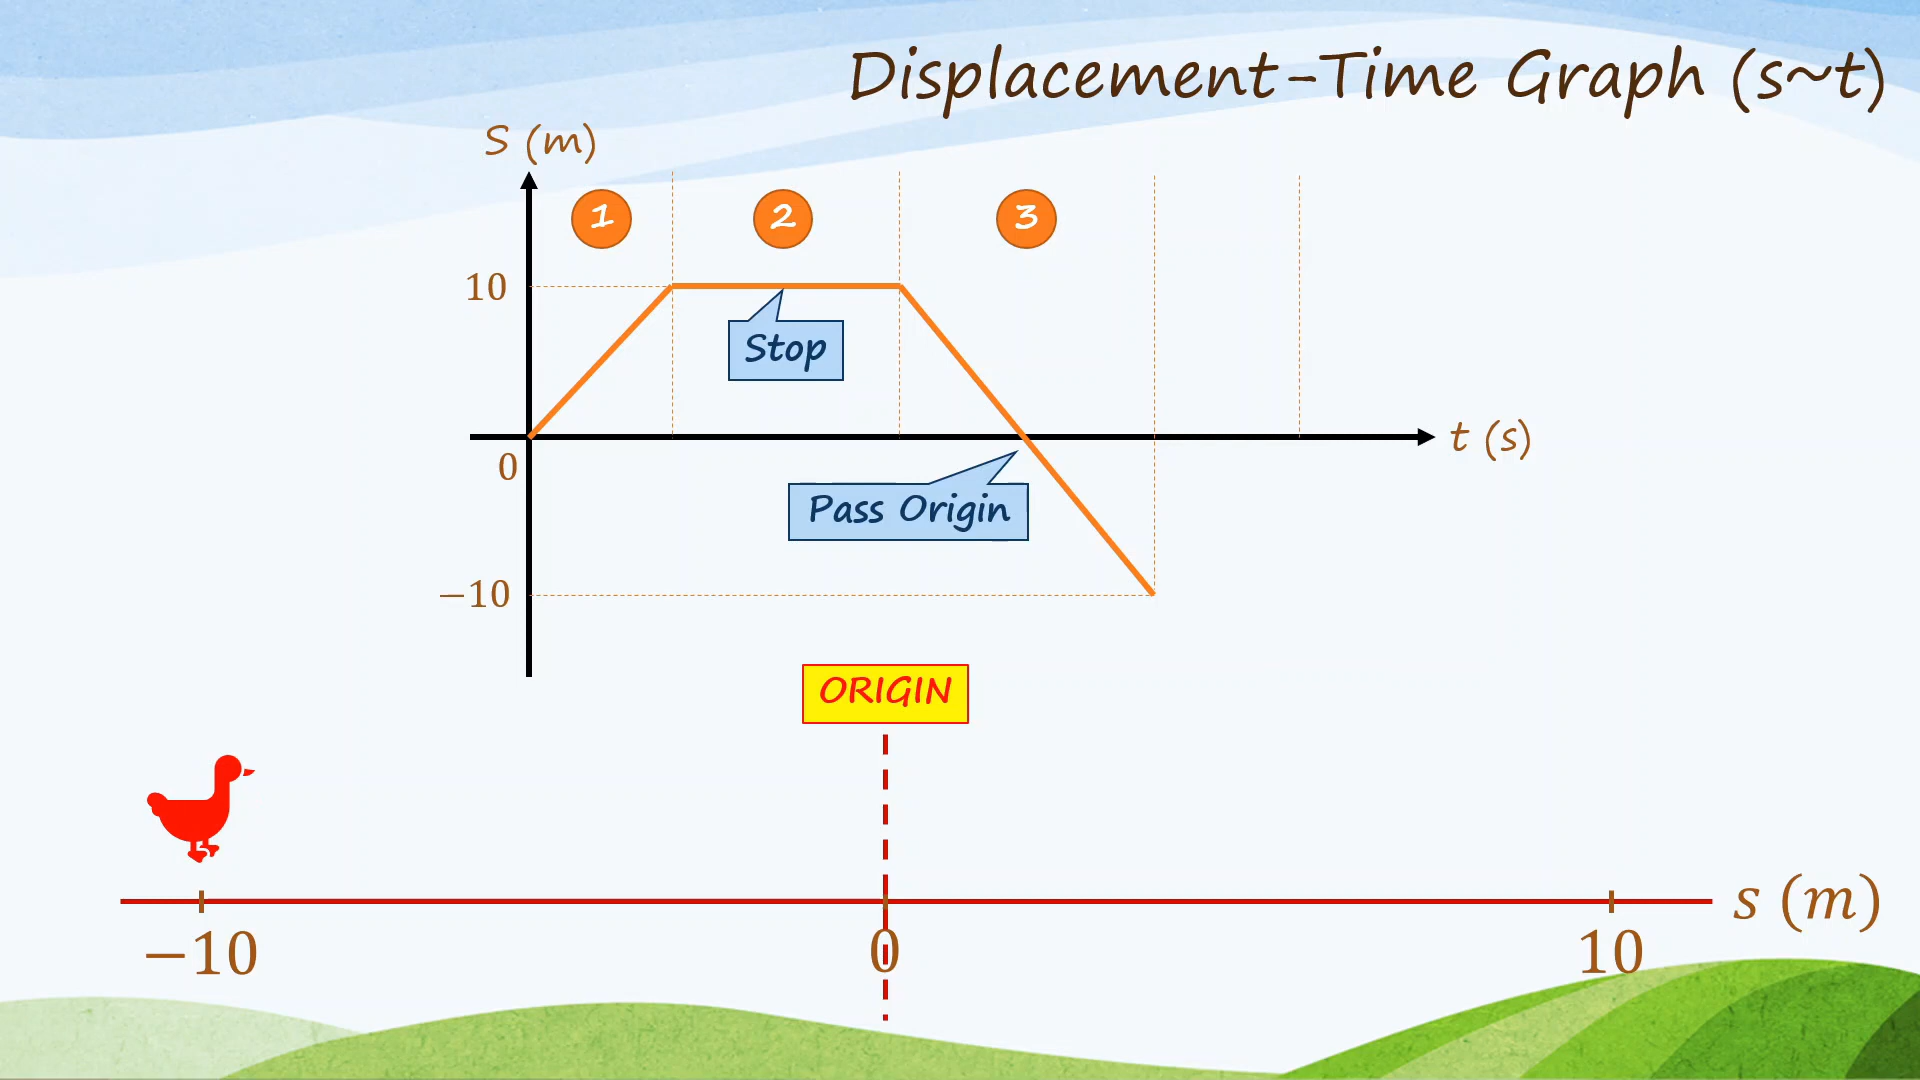 Displacement-Time Graph (s~t)
S (m)
1 2 3
10
Stop
t (s)
0
Pass Origin
−10
ORIGIN
s (m)
−10 0 10